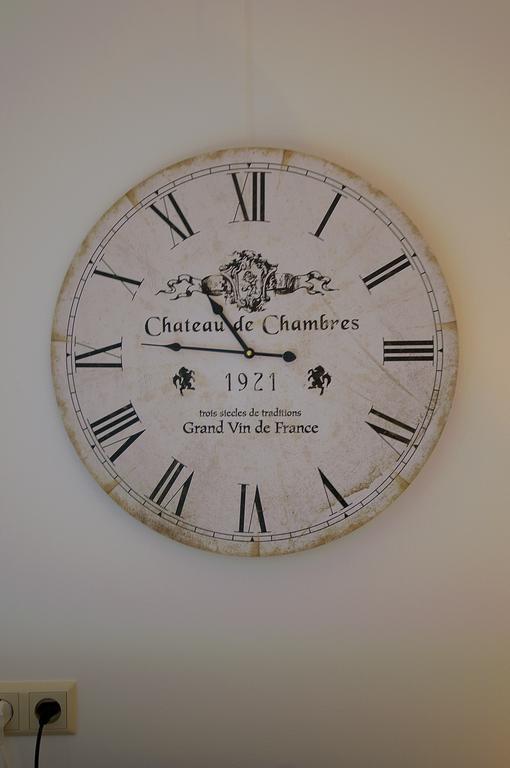 XII
I
XI
II
X
Chateau de Chambres
III
IX
1921
trois siecles de traditions
Grand Vin de France
IV
VIII
V
VII
VI